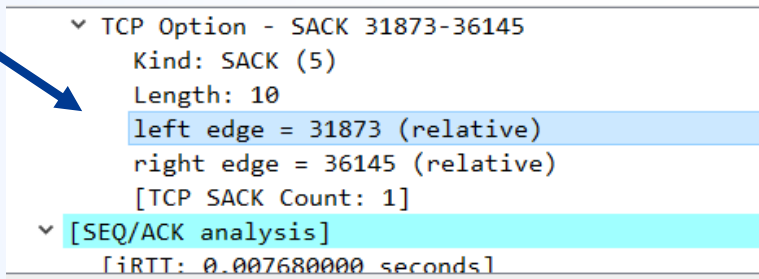 TCP Option - SACK 31873-36145
Kind: SACK (5)
Length: 10
left edge = 31873 (relative)
right edge = 36145 (relative)
[TCP SACK Count: 1]
[SEQ/ACK analysis]
[iRTT: 0.007680000 seconds]